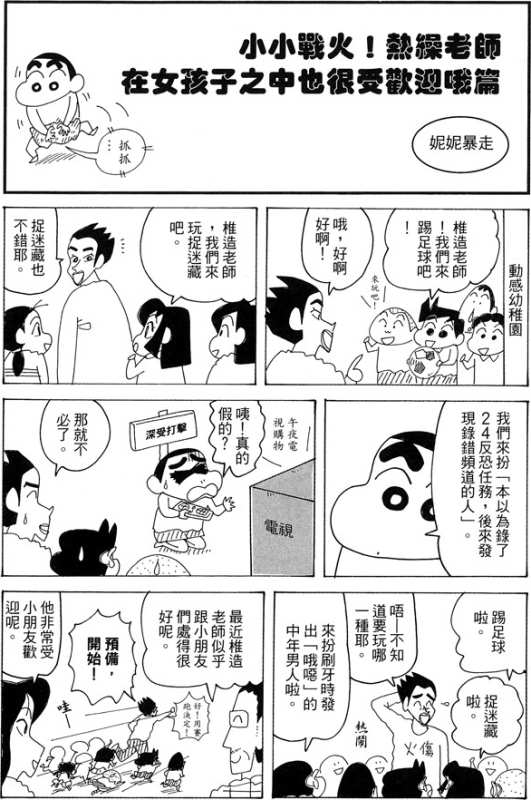 小小戰火！熱繰老師
在女孩子之中也很受歡迎哦篇
妮妮暴走
抓抓
…
動感幼稚園
椎造老師
！我們來
踢足球吧
！
來玩吧！
哦，好啊
好啊！
椎造老師
，我們來
玩捉迷藏
吧。
捉迷藏也
不錯耶。
我們來扮「本以為錄了
24反恐任務，後來發
現錄錯頻道的人」。
午夜電
視購物
電視
咦！真的
假的？
深受打擊
那就不
必了。
踢足球
啦。
捉迷藏
啦。
唔—不知
道要玩哪
一種耶。
來扮刷牙時發
出「哦噁」的
中年男人啦。
熱鬧
火傷
最近椎造
老師似乎
跟小朋友
們處得很
好呢。
好！用賽
跑決定！
預備，
開始！
哇—
他非常受
小朋友歡
迎呢。